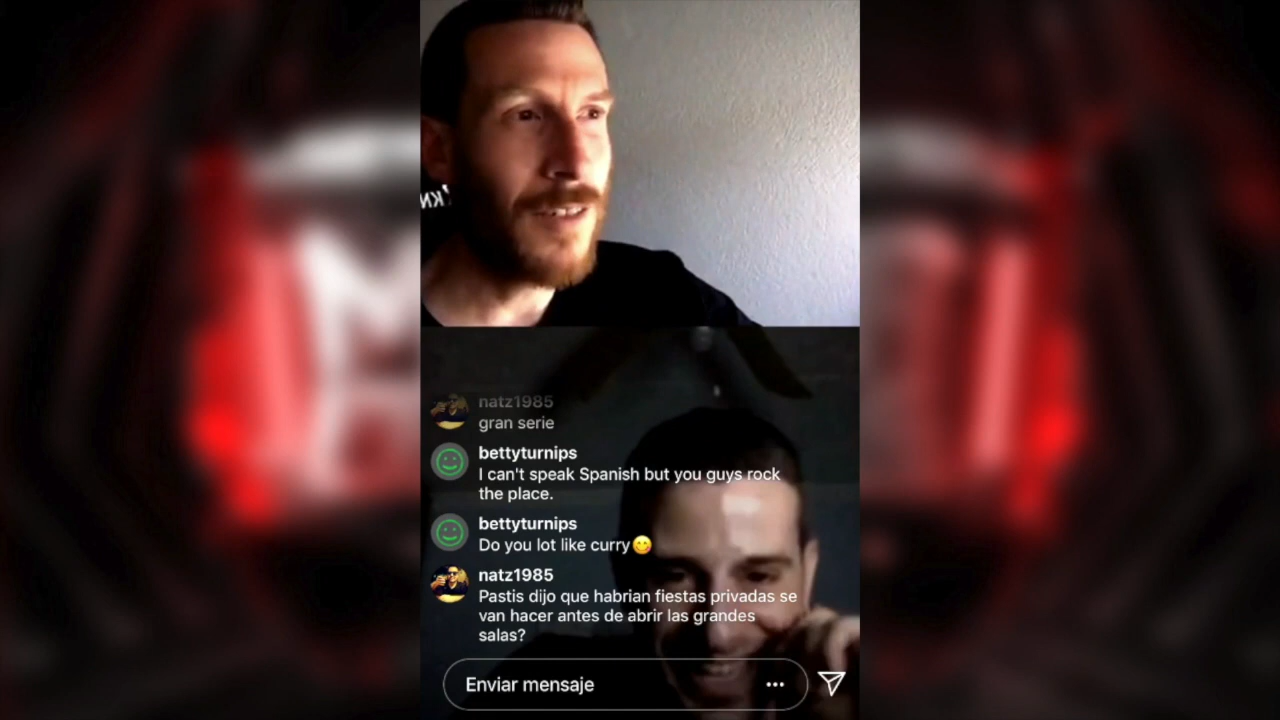 natz1985
gran serie
bettyturnips
I can't speak Spanish but you guys rock
the place.
bettyturnips
Do you lot like curry😋
natz1985
Pastis dijo que habrian fiestas privadas se
van hacer antes de abrir las grandes
salas?
Enviar mensaje